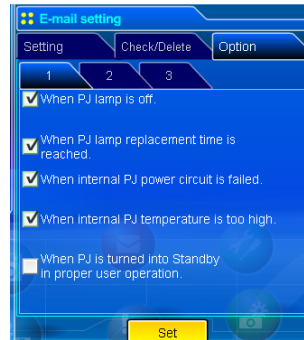 E-mail setting
Setting Check/Delete Option
1 2 3
When PJ lamp is off.
When PJ lamp replacement time is
reached.
When internal PJ power circuit is failed.
When internal PJ temperature is too high.
When PJ is turned into Standby
in proper user operation.
Set